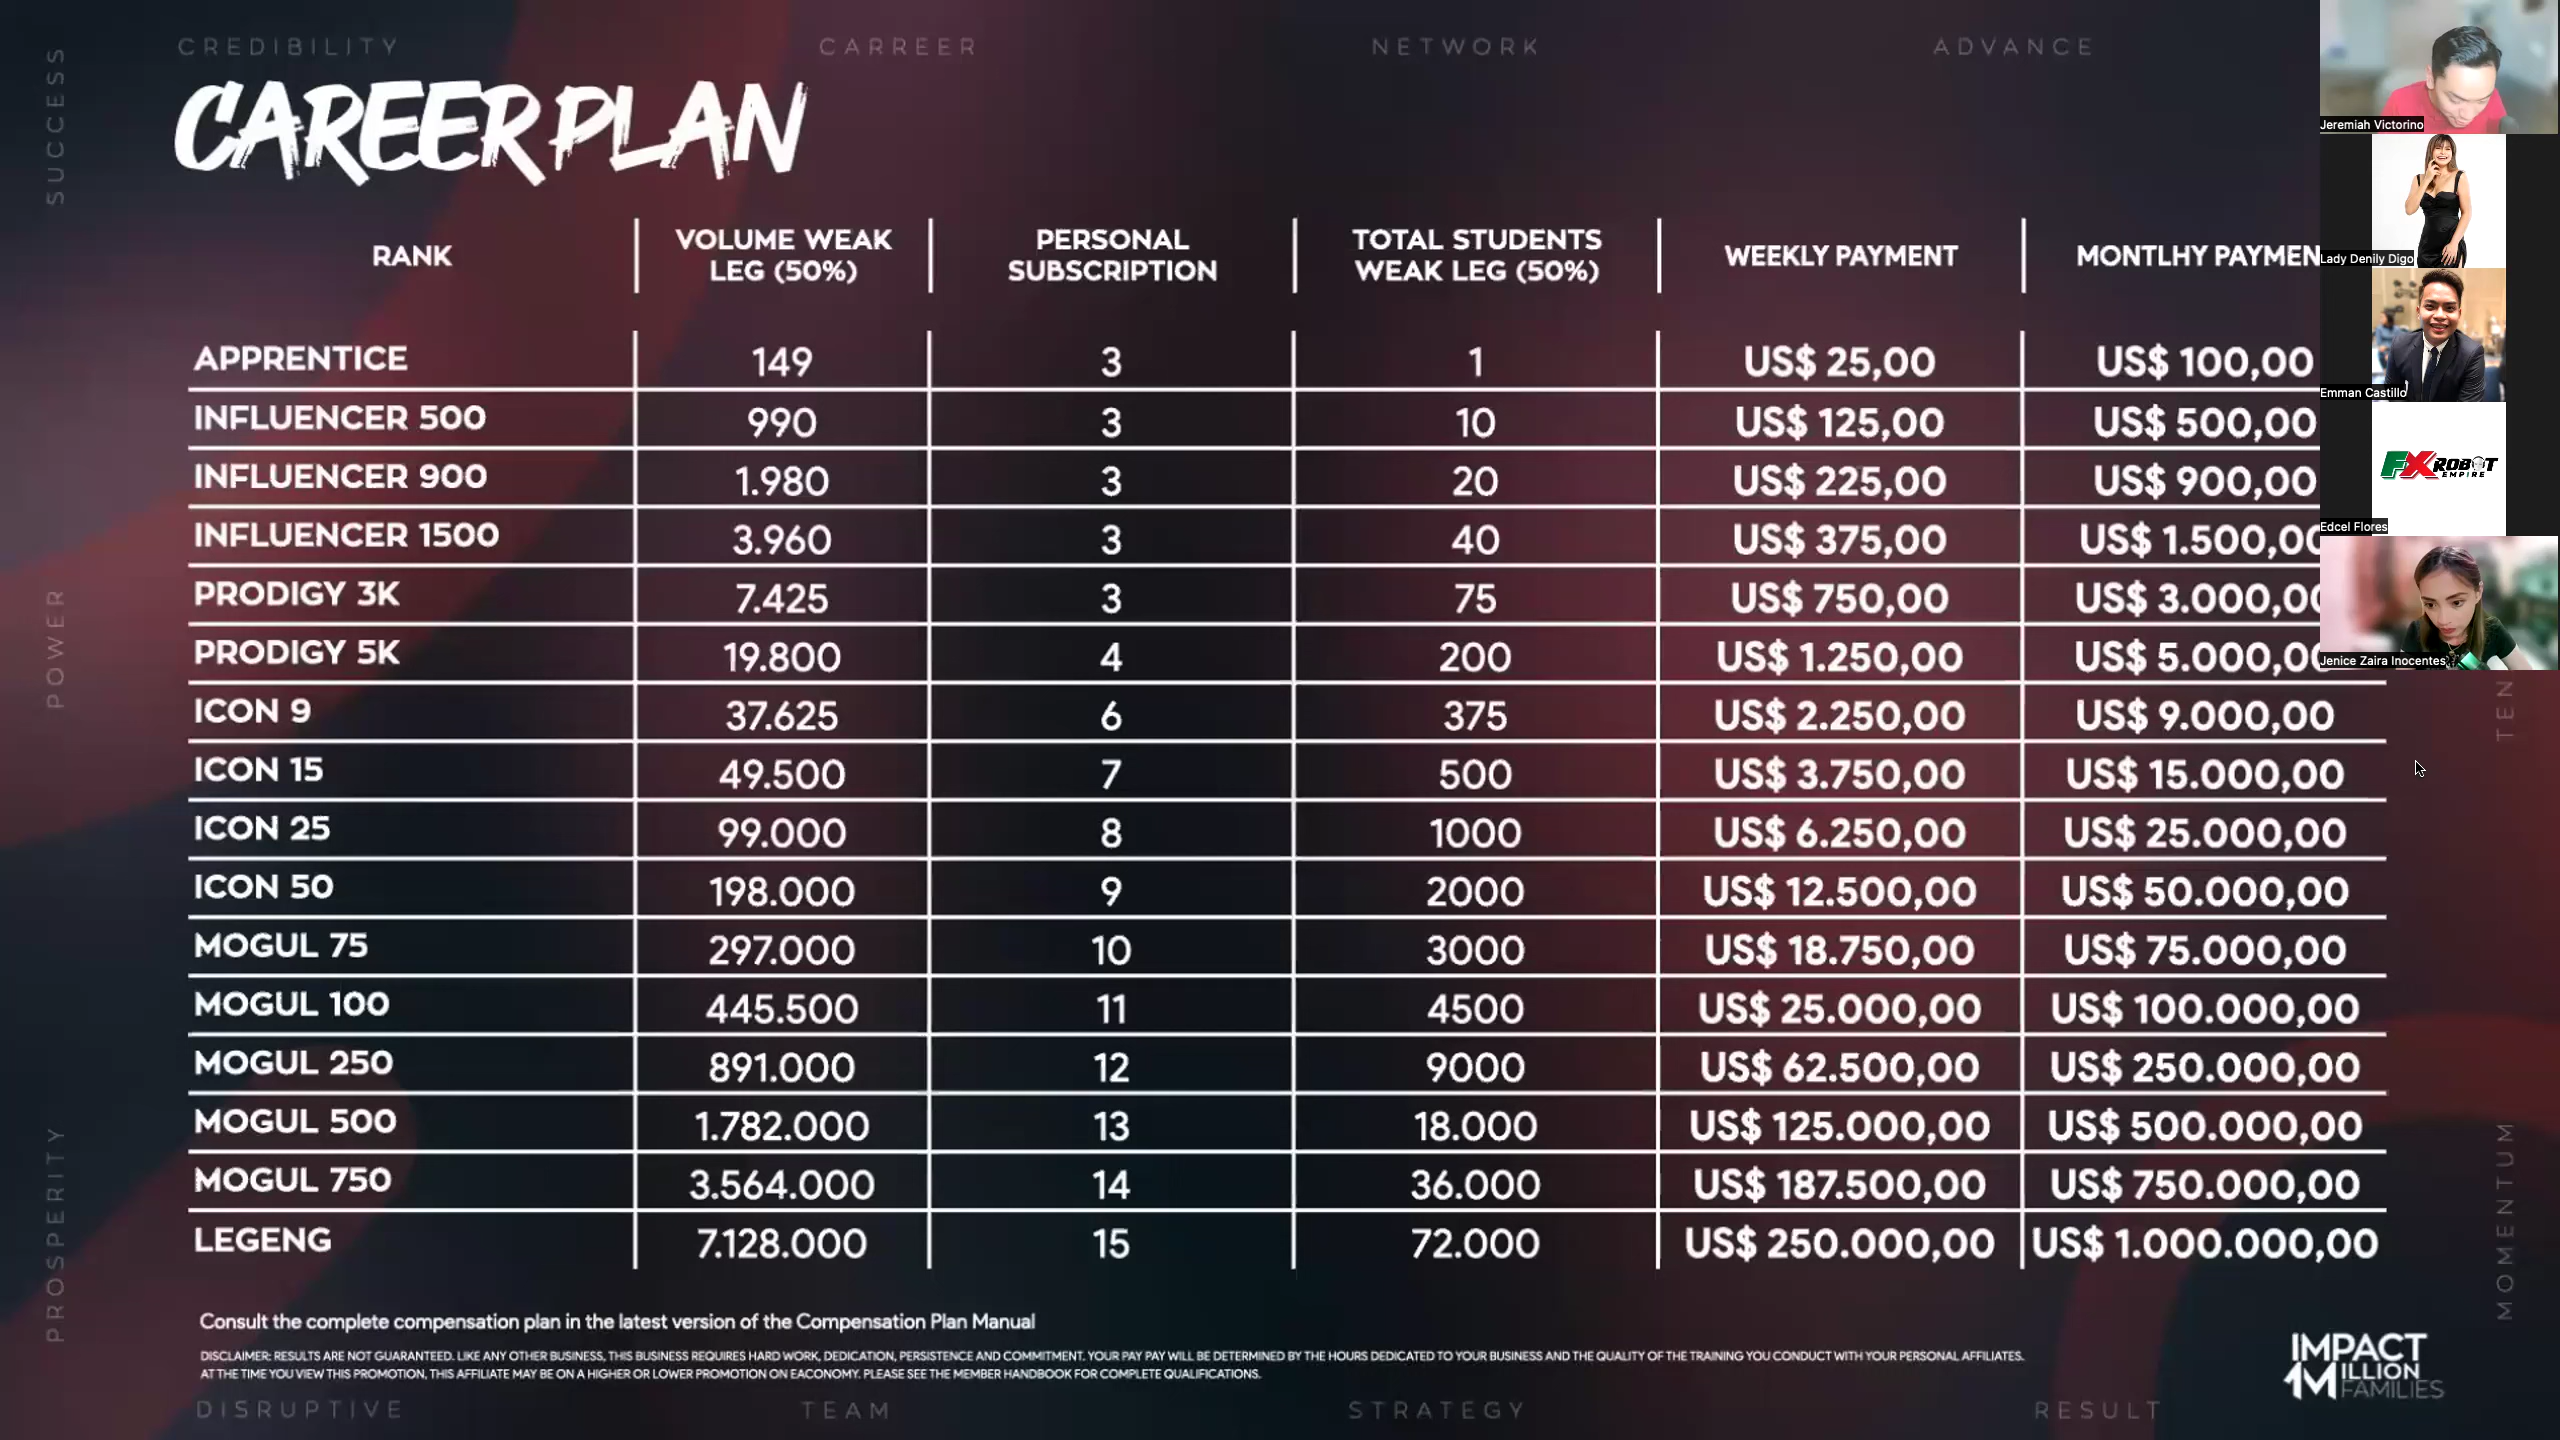 CREDIBILITY CARREER NETWORK ADVANCE
SUCCESS
CAREER PLAN
RANK VOLUME WEAK LEG (50%) PERSONAL SUBSCRIPTION TOTAL STUDENTS WEAK LEG (50%) WEEKLY PAYMENT MONTLHY PAYMEN
APPRENTICE 149 3 1 US$ 25,00 US$ 100,00
INFLUENCER 500 990 3 10 US$ 125,00 US$ 500,00
INFLUENCER 900 1.980 3 20 US$ 225,00 US$ 900,00
INFLUENCER 1500 3.960 3 40 US$ 375,00 US$ 1.500,00
PRODIGY 3K 7.425 3 75 US$ 750,00 US$ 3.000,00
PRODIGY 5K 19.800 4 200 US$ 1.250,00 US$ 5.000,00
ICON 9 37.625 6 375 US$ 2.250,00 US$ 9.000,00
ICON 15 49.500 7 500 US$ 3.750,00 US$ 15.000,00
ICON 25 99.000 8 1000 US$ 6.250,00 US$ 25.000,00
ICON 50 198.000 9 2000 US$ 12.500,00 US$ 50.000,00
MOGUL 75 297.000 10 3000 US$ 18.750,00 US$ 75.000,00
MOGUL 100 445.500 11 4500 US$ 25.000,00 US$ 100.000,00
MOGUL 250 891.000 12 9000 US$ 62.500,00 US$ 250.000,00
MOGUL 500 1.782.000 13 18.000 US$ 125.000,00 US$ 500.000,00
MOGUL 750 3.564.000 14 36.000 US$ 187.500,00 US$ 750.000,00
LEGENG 7.128.000 15 72.000 US$ 250.000,00 US$ 1.000.000,00
POWER
PROSPERITY
TEN
MOMENTUM
Consult the complete compensation plan in the latest version of the Compensation Plan Manual
DISCLAIMER: RESULTS ARE NOT GUARANTEED. LIKE ANY OTHER BUSINESS, THIS BUSINESS REQUIRES HARD WORK, DEDICATION, PERSISTENCE AND COMMITMENT. YOUR PAY PAY WILL BE DETERMINED BY THE HOURS DEDICATED TO YOUR BUSINESS AND THE QUALITY OF THE TRAINING YOU CONDUCT WITH YOUR PERSONAL AFFILIATES.
AT THE TIME YOU VIEW THIS PROMOTION, THIS AFFILIATE MAY BE ON A HIGHER OR LOWER PROMOTION ON EACONOMY. PLEASE SEE THE MEMBER HANDBOOK FOR COMPLETE QUALIFICATIONS.
DISRUPTIVE TEAM STRATEGY RESULT
IMPACT
1MILLION
FAMILIES
Jeremiah Victorino
Lady Denily Digo
Emman Castillo
FX ROBOT
EMPIRE
Edcel Flores
Jenice Zaira Inocentes